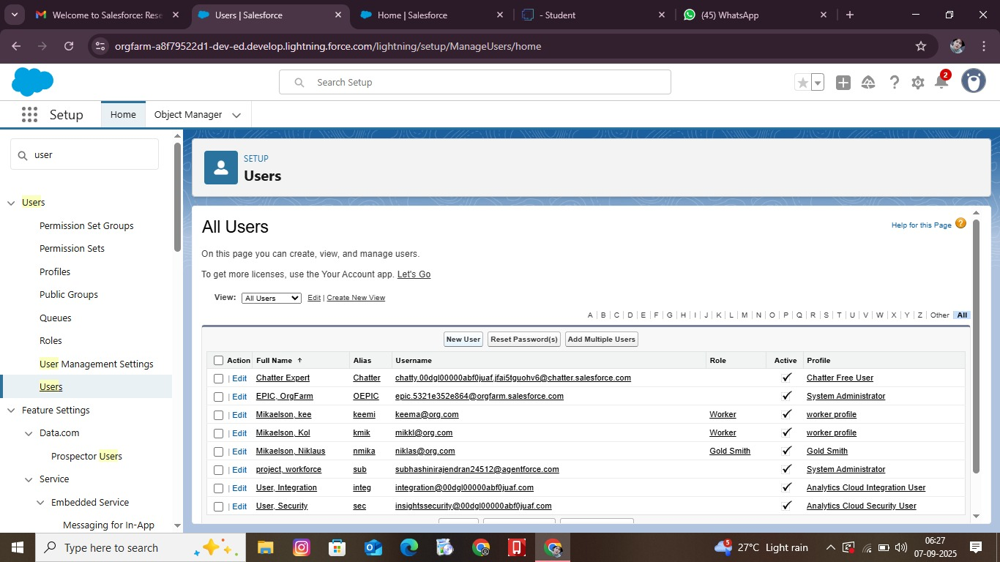 Welcome to Salesforce: Rese
Users | Salesforce
Home | Salesforce
- Student
(45) WhatsApp
orgfarm-a8f79522d1-dev-ed.develop.lightning.force.com/lightning/setup/ManageUsers/home
Search Setup
2
Setup
Home
Object Manager
user
Users
Permission Set Groups
Permission Sets
Profiles
Public Groups
Queues
Roles
User Management Settings
Users
Feature Settings
Data.com
Prospector Users
Service
Embedded Service
Messaging for In-App
SETUP
Users
All Users
Help for this Page ?
On this page you can create, view, and manage users.
To get more licenses, use the Your Account app. Let's Go
View: All Users Edit | Create New View
A | B | C | D | E | F | G | H | I | J | K | L | M | N | O | P | Q | R | S | T | U | V | W | X | Y | Z | Other | All
New User Reset Password(s) Add Multiple Users
Action Full Name ↑ Alias Username Role Active Profile
| Edit Chatter Expert Chatter chatty.00dgl00000abf0juaf.jfai5tguohv6@chatter.salesforce.com ✓ Chatter Free User
| Edit EPIC, OrgFarm OEPIC epic.5321e352e864@orgfarm.salesforce.com ✓ System Administrator
| Edit Mikaelson, kee keemi keema@org.com Worker ✓ worker profile
| Edit Mikaelson, Kol kmik mikkl@org.com Worker ✓ worker profile
| Edit Mikaelson, Niklaus nmika niklas@org.com Gold Smith ✓ Gold Smith
| Edit project, workforce sub subhashinirajendran24512@agentforce.com ✓ System Administrator
| Edit User, Integration integ integration@00dgl00000abf0juaf.com ✓ Analytics Cloud Integration User
| Edit User, Security sec insightssecurity@00dgl00000abf0juaf.com ✓ Analytics Cloud Security User
Type here to search
5
27°C Light rain
06:27
07-09-2025